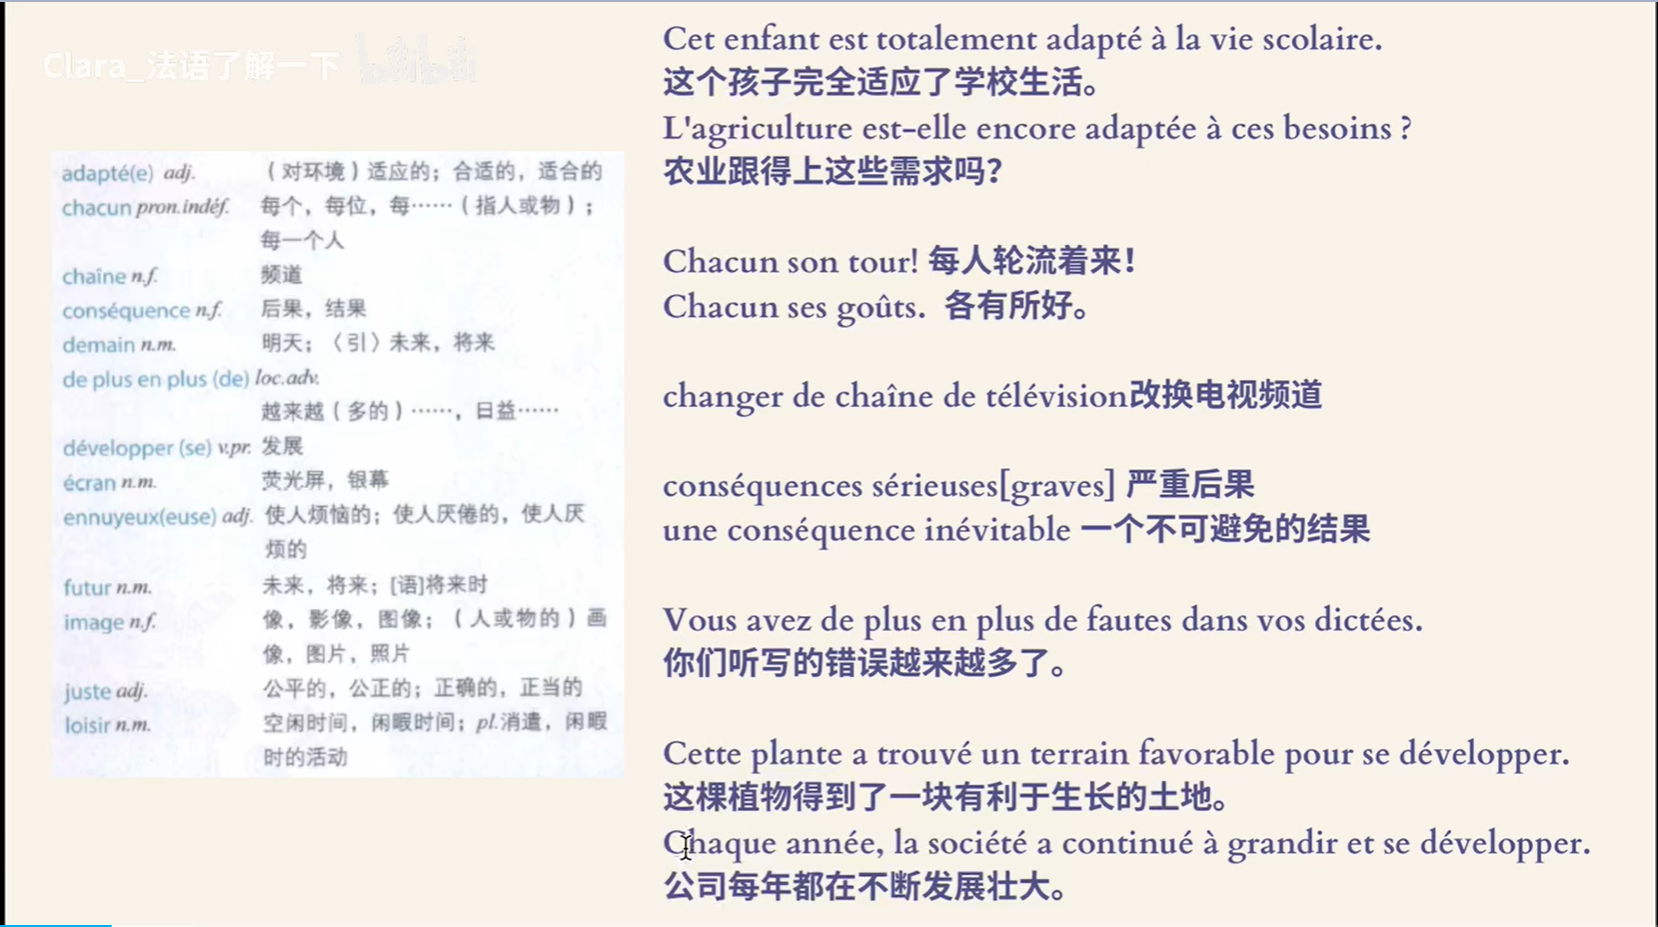 Clara_法语了解一下 bilibili
adapté(e) adj. （对环境）适应的；合适的，适合的
chacun pron.indéf. 每个，每位，每……（指人或物）；
每一个人
chaîne n.f. 频道
conséquence n.f. 后果，结果
demain n.m. 明天；〈引〉未来，将来
de plus en plus (de) loc.adv.
越来越（多的）……，日益……
développer (se) v.pr. 发展
écran n.m. 荧光屏，银幕
ennuyeux(euse) adj. 使人烦恼的；使人厌倦的，使人厌
烦的
futur n.m. 未来，将来；[语]将来时
image n.f. 像，影像，图像；（人或物的）画
像，图片，照片
juste adj. 公平的，公正的；正确的，正当的
loisir n.m. 空闲时间，闲暇时间；pl.消遣，闲暇
时的活动
Cet enfant est totalement adapté à la vie scolaire.
这个孩子完全适应了学校生活。
L'agriculture est-elle encore adaptée à ces besoins ?
农业跟得上这些需求吗？
Chacun son tour! 每人轮流着来！
Chacun ses goûts. 各有所好。
changer de chaîne de télévision改换电视频道
conséquences sérieuses[graves] 严重后果
une conséquence inévitable 一个不可避免的结果
Vous avez de plus en plus de fautes dans vos dictées.
你们听写的错误越来越多了。
Cette plante a trouvé un terrain favorable pour se développer.
这棵植物得到了一块有利于生长的土地。
Chaque année, la société a continué à grandir et se développer.
公司每年都在不断发展壮大。